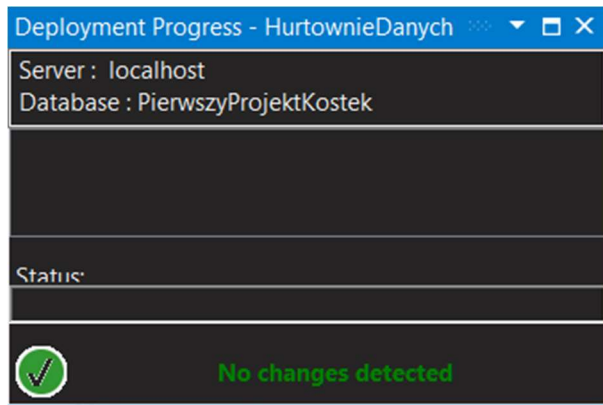 Deployment Progress - HurtownieDanych
Server : localhost
Database : PierwszyProjektKostek
Status:
No changes detected